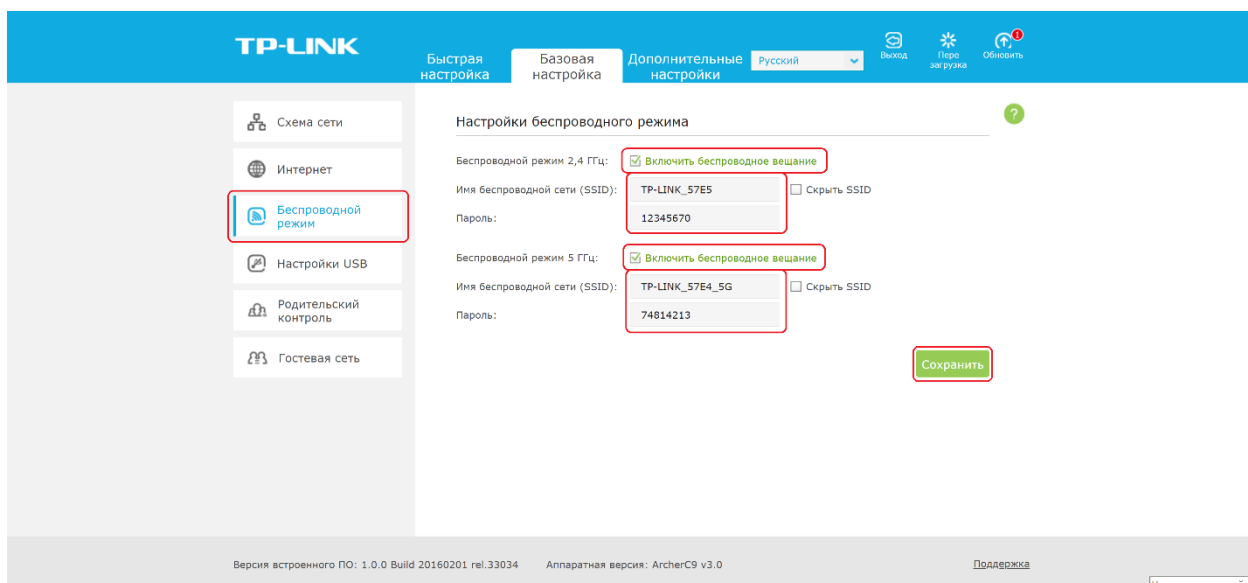 TP-LINK
Быстрая
настройка
Базовая
настройка
Дополнительные
настройки
Русский
Выход
Пере
загрузка
Обновить
1
Схема сети
Интернет
Беспроводной
режим
Настройки USB
Родительский
контроль
Гостевая сеть
Настройки беспроводного режима
?
Беспроводной режим 2,4 ГГц: Включить беспроводное вещание
Имя беспроводной сети (SSID): TP-LINK_57E5 Скрыть SSID
Пароль: 12345670
Беспроводной режим 5 ГГц: Включить беспроводное вещание
Имя беспроводной сети (SSID): TP-LINK_57E4_5G Скрыть SSID
Пароль: 74814213
Сохранить
Версия встроенного ПО: 1.0.0 Build 20160201 rel.33034 Аппаратная версия: ArcherC9 v3.0 Поддержка